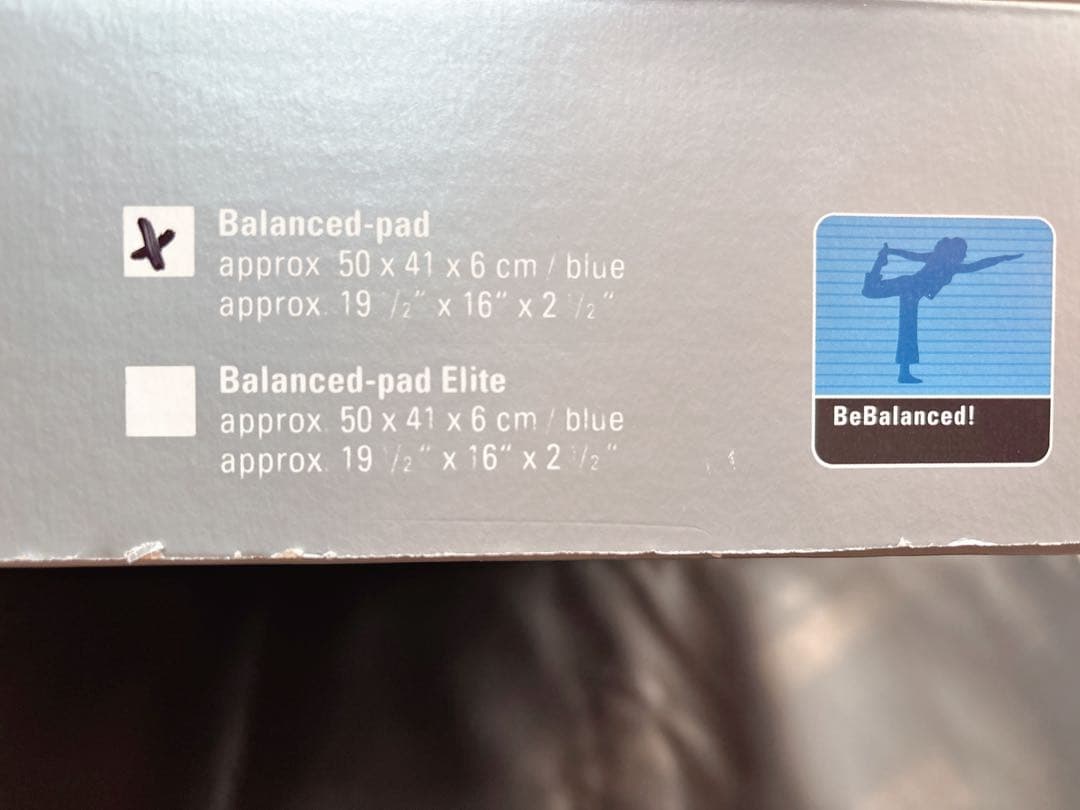 Balanced-pad
approx 50 x 41 x 6 cm / blue
approx. 19 1/2" x 16" x 2 1/2"
Balanced-pad Elite
approx. 50 x 41 x 6 cm / blue
approx. 19 1/2" x 16" x 2 1/2"
BeBalanced!